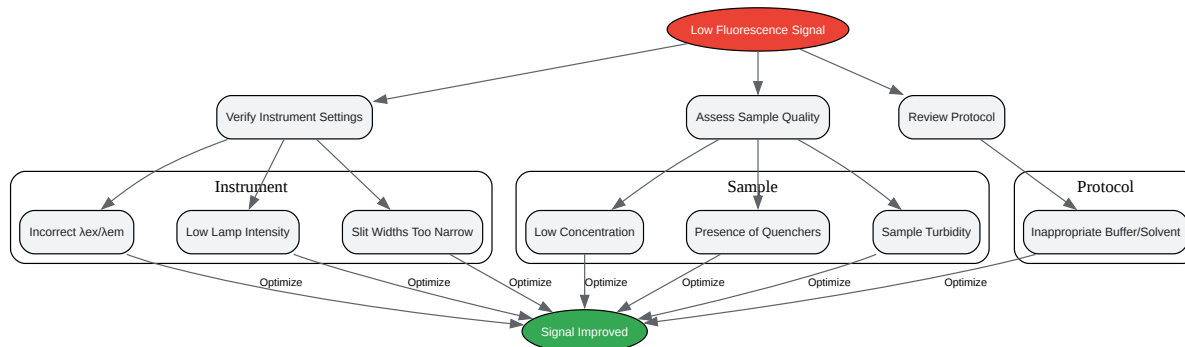 Low Fluorescence Signal
Verify Instrument Settings
Assess Sample Quality
Review Protocol
Instrument
Sample
Protocol
Incorrect λex/λem
Low Lamp Intensity
Slit Widths Too Narrow
Low Concentration
Presence of Quenchers
Sample Turbidity
Inappropriate Buffer/Solvent
Optimize
Optimize
Optimize
Optimize
Optimize
Optimize
Optimize
Signal Improved